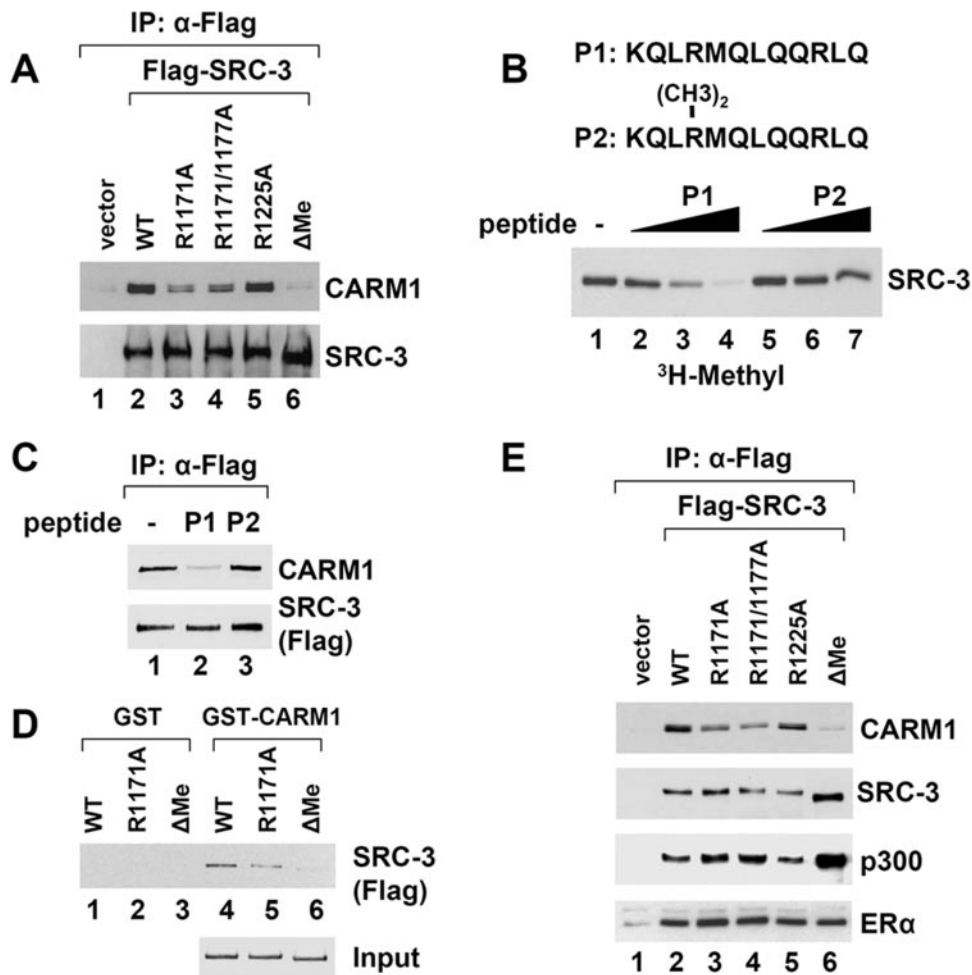 A
IP: α-Flag
Flag-SRC-3
vector WT R1171A R1171/1177A R1225A ΔMe
CARM1
SRC-3
1 2 3 4 5 6
B
P1: KQLRMQLQQRLQ
(CH3)₂
P2: KQLRMQLQQRLQ
P1 P2
peptide -
SRC-3
1 2 3 4 5 6 7
³H-Methyl
C
IP: α-Flag
peptide - P1 P2
CARM1
SRC-3
(Flag)
1 2 3
D
GST GST-CARM1
WT R1171A ΔMe WT R1171A ΔMe
SRC-3
(Flag)
1 2 3 4 5 6
Input
E
IP: α-Flag
Flag-SRC-3
vector WT R1171A R1171/1177A R1225A ΔMe
CARM1
SRC-3
p300
ERα
1 2 3 4 5 6